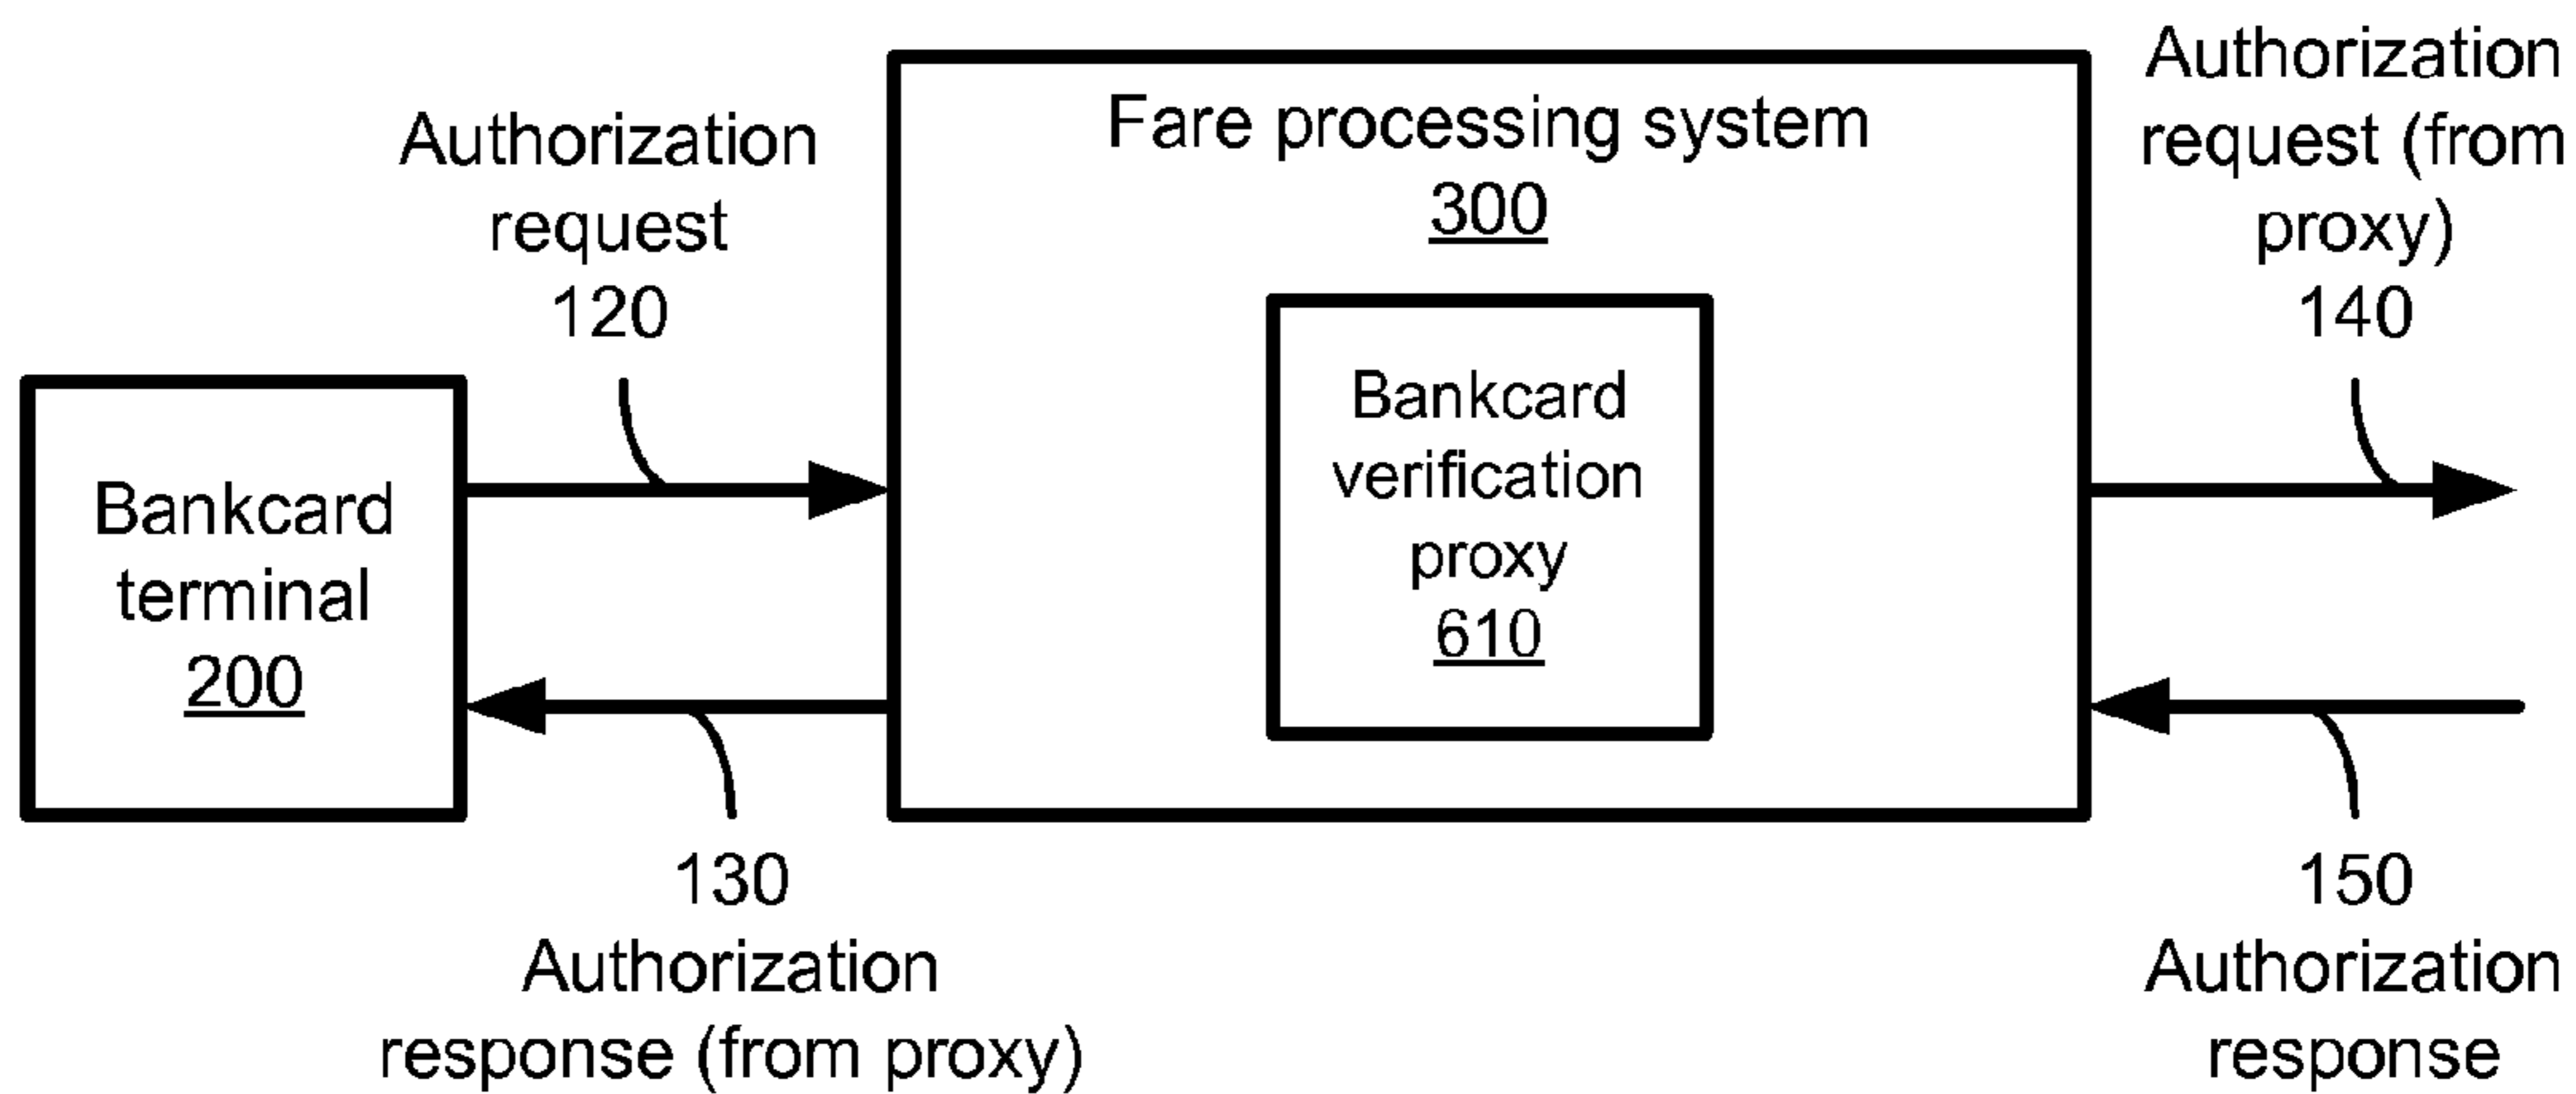 Authorization
request
120
Fare processing system
300
Authorization
request (from
proxy)
140
Bankcard
terminal
200
Bankcard
verification
proxy
610
130
Authorization
response (from proxy)
150
Authorization
response